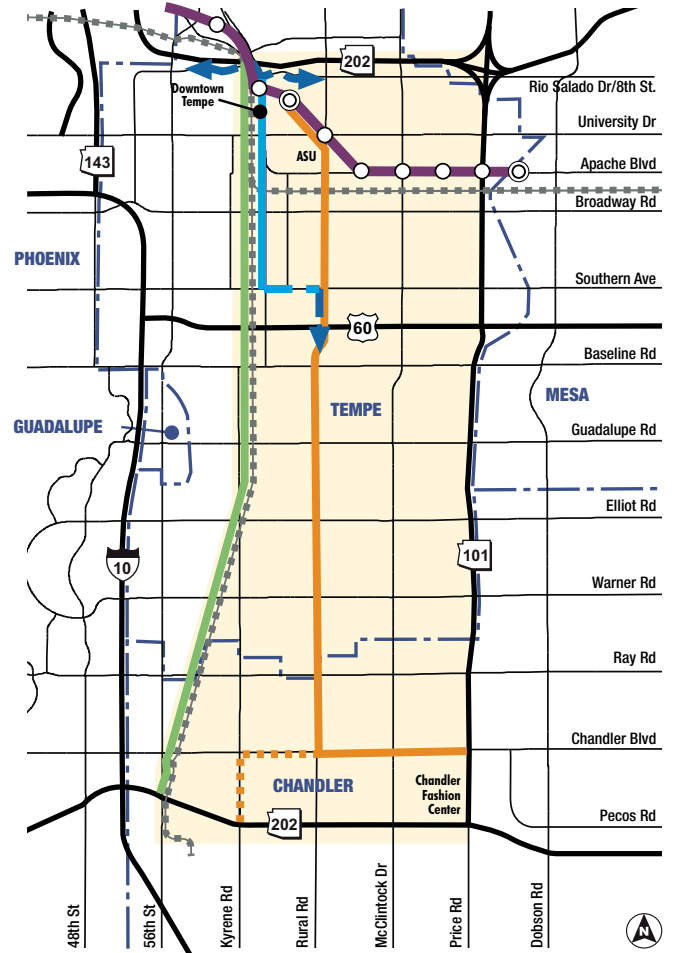 202
Rio Salado Dr/8th St.
Downtown
Tempe
University Dr
ASU
143
Apache Blvd
Broadway Rd
PHOENIX
Southern Ave
60
Baseline Rd
TEMPE
MESA
GUADALUPE
Guadalupe Rd
Elliot Rd
10
101
Warner Rd
Ray Rd
Chandler Blvd
CHANDLER
Chandler
Fashion
Center
202
Pecos Rd
48th St
56th St
Kyrene Rd
Rural Rd
McClintock Dr
Price Rd
Dobson Rd
N